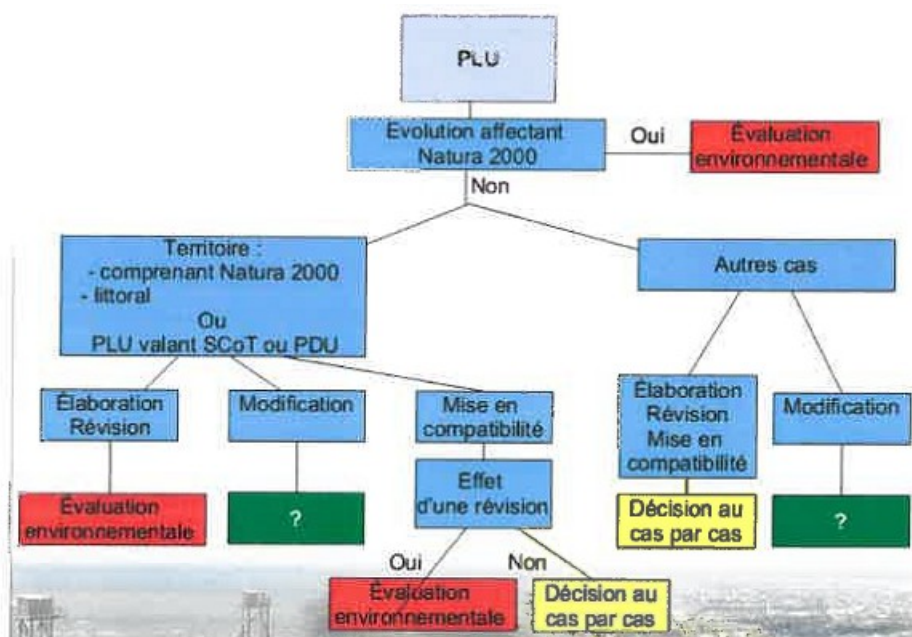 PLU
Evolution affectant
Natura 2000
Oui
Évaluation
environnementale
Non
Territoire :
- comprenant Natura 2000
- littoral
Ou
PLU valant SCoT ou PDU
Autres cas
Élaboration
Révision
Modification
Mise en
compatibilité
Élaboration
Révision
Mise en
compatibilité
Modification
Évaluation
environnementale
?
Effet
d'une révision
Décision au
cas par cas
?
Oui
Non
Évaluation
environnementale
Décision au
cas par cas